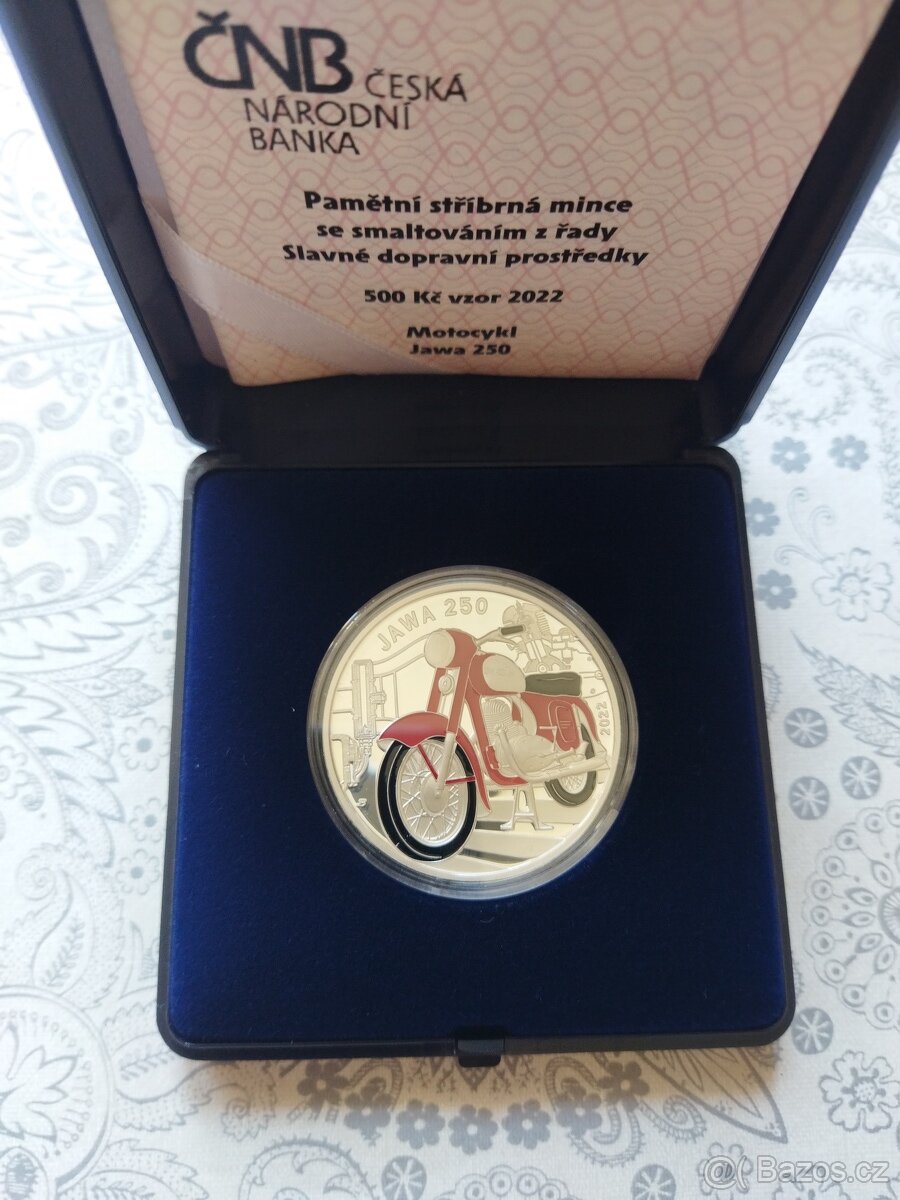 ČNB ČESKÁ
NÁRODNÍ
BANKA
Pamětní stříbrná mince
se smaltováním z řady
Slavné dopravní prostředky
500 Kč vzor 2022
Motocykl
Jawa 250
JAWA 250
2022
Bazos.cz